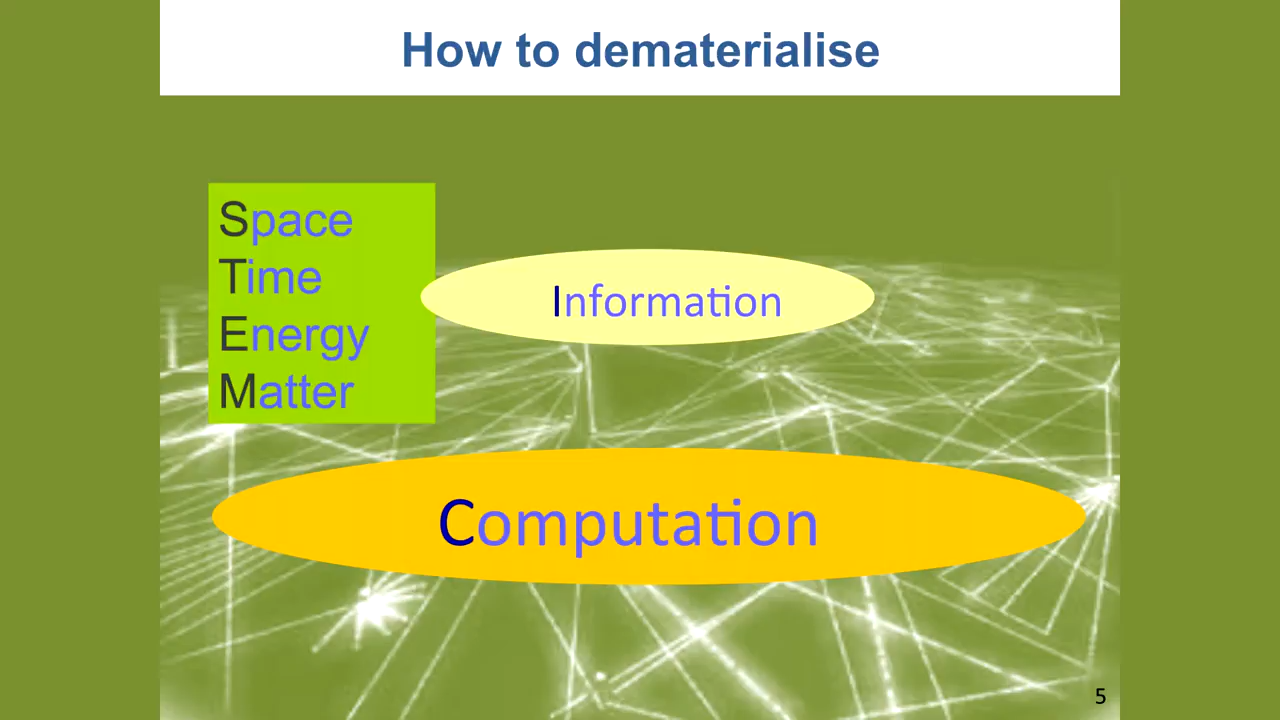 How to dematerialise
Space
Time
Energy
Matter
Information
Computation
5